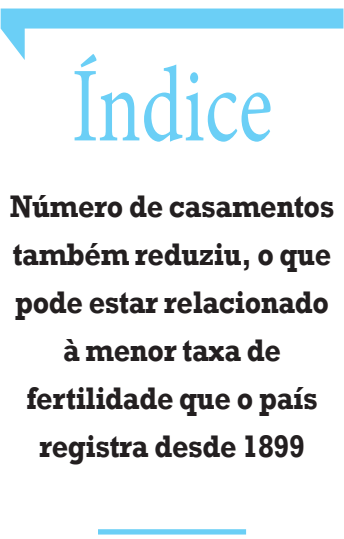 Índice
Número de casamentos
também reduziu, o que
pode estar relacionado
à menor taxa de
fertilidade que o país
registra desde 1899